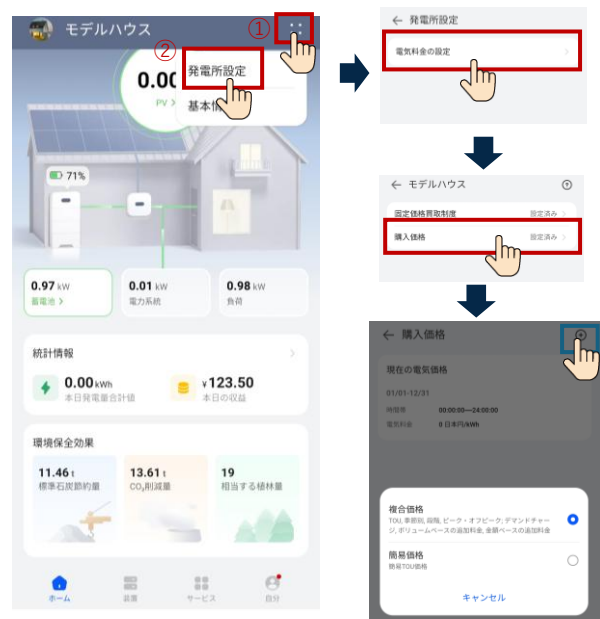 モデルハウス
①
②
発電所設定
基本情
0.00
PV >
71%
0.97 kW
蓄電池 >
0.01 kW
電力系統
0.98 kW
負荷
統計情報
0.00 kWh
本日発電量合計値
¥ 123.50
本日の収益
環境保全効果
11.46 t
標準石炭節約量
13.61 t
CO₂削減量
19
相当する植林量
ホーム
装置
サービス
自分
← 発電所設定
電気料金の設定
← モデルハウス
固定価格買取制度
設定済み
購入価格
設定済み
← 購入価格
現在の電気価格
01/01-12/31
時間帯 00:00:00—24:00:00
電気料金 0 日本円/kWh
複合価格
TOU, 季節別, 段階, ピーク・オフピーク, デマンドチャー
ジ, ボリュームベースの追加料金, 金額ベースの追加料金
簡易価格
簡易TOU価格
キャンセル